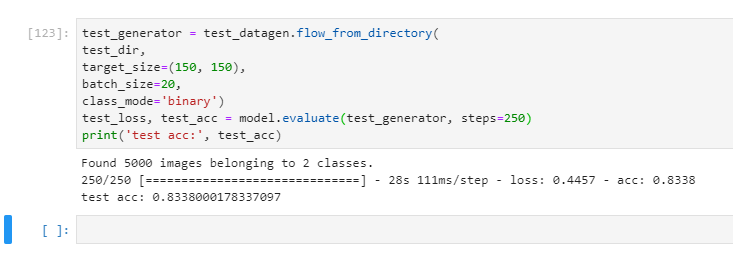 [123]: test_generator = test_datagen.flow_from_directory(
test_dir,
target_size=(150, 150),
batch_size=20,
class_mode='binary')
test_loss, test_acc = model.evaluate(test_generator, steps=250)
print('test acc:', test_acc)
Found 5000 images belonging to 2 classes.
250/250 [==============================] - 28s 111ms/step - loss: 0.4457 - acc: 0.8338
test acc: 0.8338000178337097
[ ]: